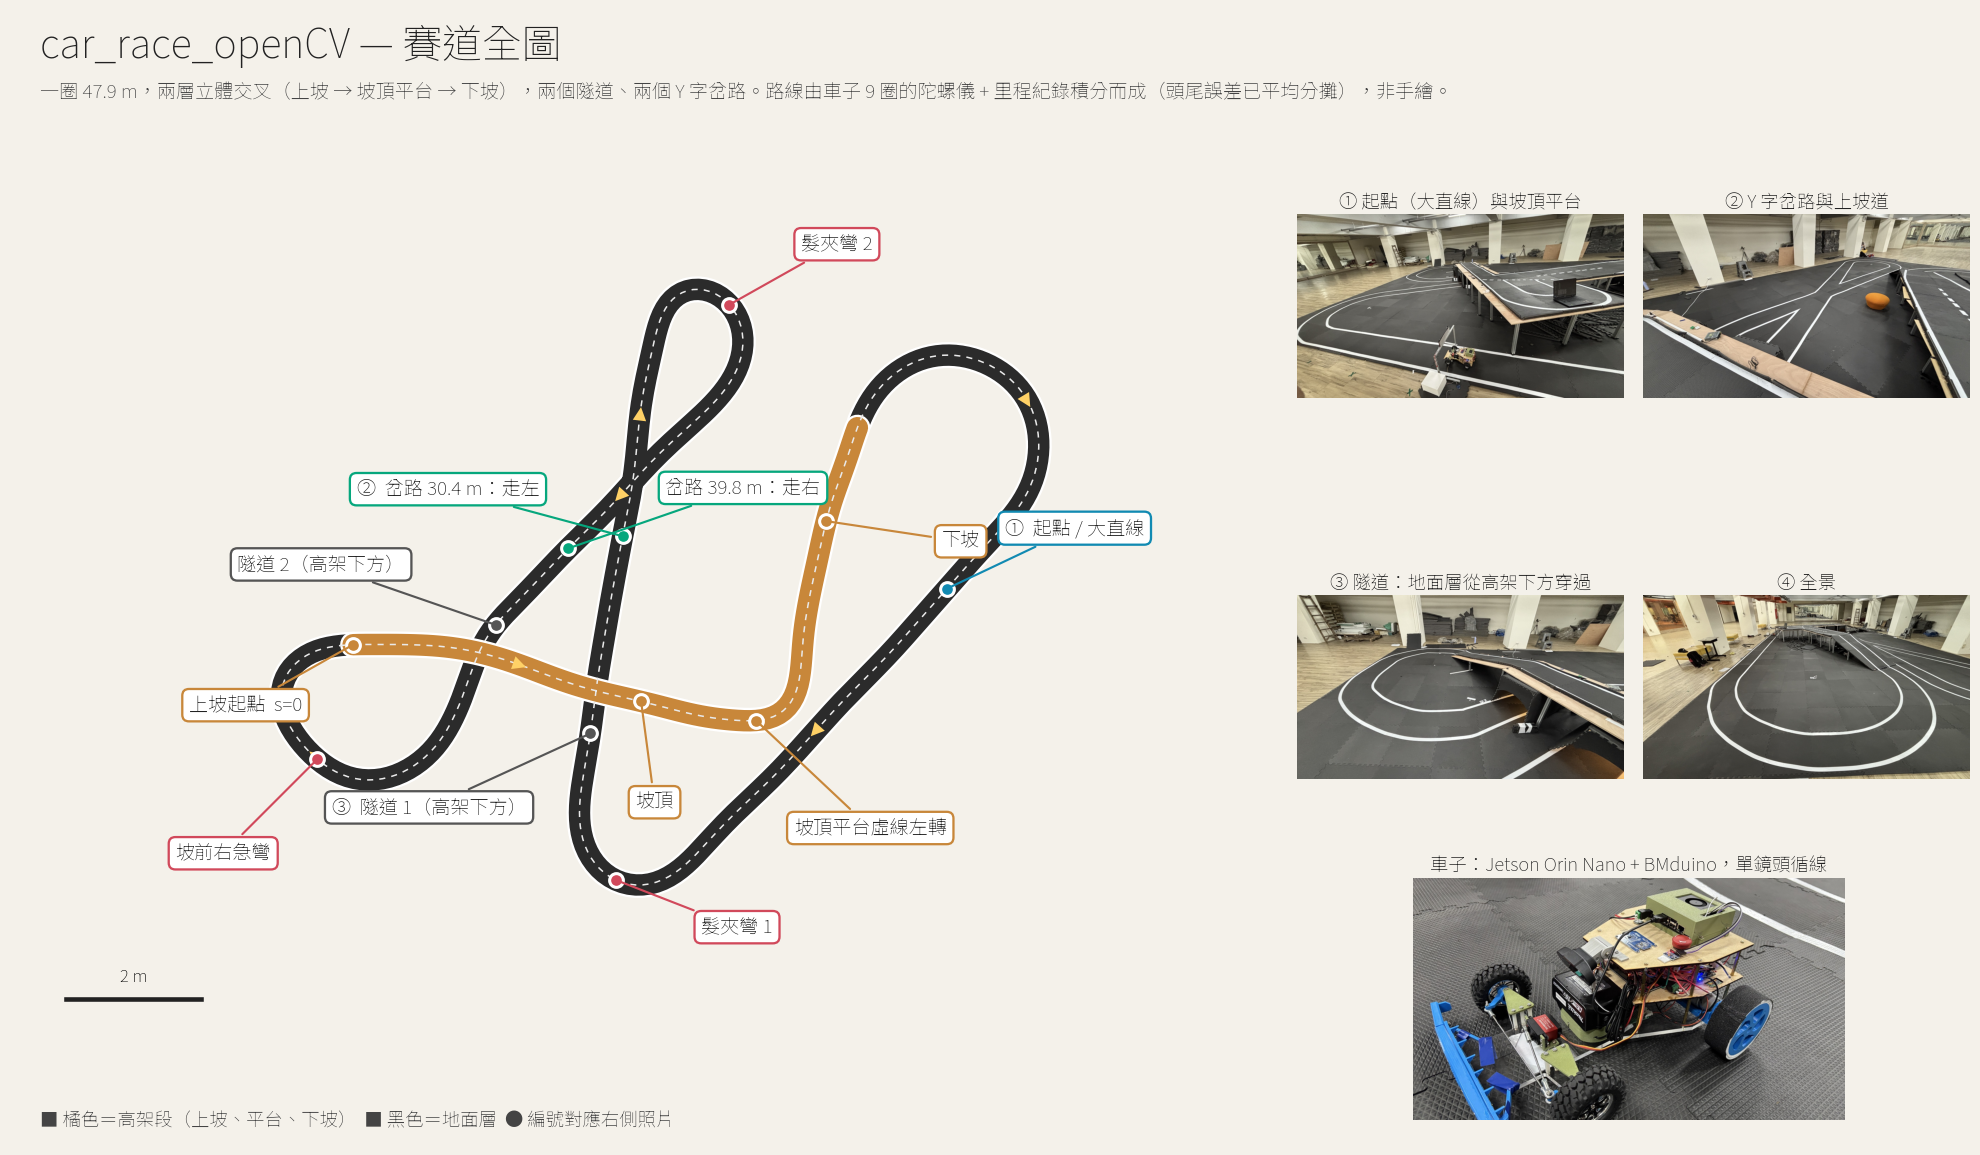 car_race_openCV — 賽道全圖
一圈 47.9 m，兩層立體交叉（上坡 → 坡頂平台 → 下坡），兩個隧道、兩個 Y 字岔路。路線由車子 9 圈的陀螺儀 + 里程紀錄積分而成（頭尾誤差已平均分攤），非手繪。
① 起點（大直線）與坡頂平台
② Y 字岔路與上坡道
髮夾彎 2
② 岔路 30.4 m：走左
岔路 39.8 m：走右
① 起點 / 大直線
下坡
隧道 2（高架下方）
③ 隧道：地面層從高架下方穿過
④ 全景
上坡起點 s=0
③ 隧道 1（高架下方）
坡頂
坡頂平台虛線左轉
坡前右急彎
髮夾彎 1
車子：Jetson Orin Nano + BMduino，單鏡頭循線
2 m
■ 橘色＝高架段（上坡、平台、下坡） ■ 黑色＝地面層 ● 編號對應右側照片